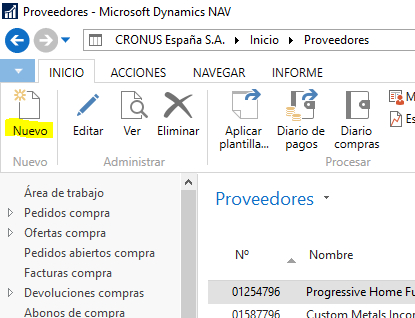 Proveedores - Microsoft Dynamics NAV
CRONUS España S.A. Inicio Proveedores
INICIO ACCIONES NAVEGAR INFORME
Nuevo Editar Ver Eliminar Aplicar plantilla... Diario de pagos Diario compras
Nuevo Administrar Procesar
Área de trabajo
Pedidos compra
Ofertas compra
Pedidos abiertos compra
Facturas compra
Devoluciones compras
Abonos de compra
Proveedores
Nº Nombre
01254796 Progressive Home Fu
01587796 Custom Metals Incor